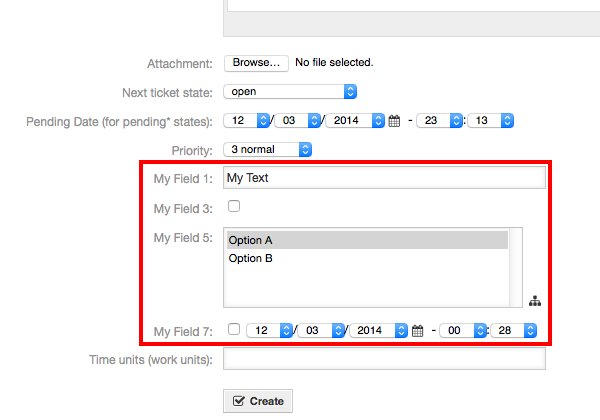 Attachment: Browse... No file selected.
Next ticket state: open
Pending Date (for pending* states): 12 / 03 / 2014 - 23 : 13
Priority: 3 normal
My Field 1: My Text
My Field 3:
My Field 5: Option A
Option B
My Field 7: 12 / 03 / 2014 - 00 : 28
Time units (work units):
Create